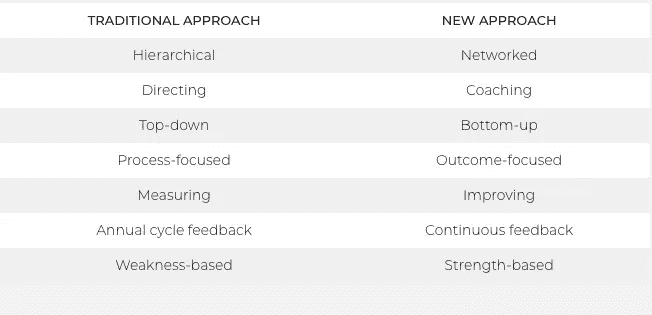 TRADITIONAL APPROACH NEW APPROACH
Hierarchical Networked
Directing Coaching
Top-down Bottom-up
Process-focused Outcome-focused
Measuring Improving
Annual cycle feedback Continuous feedback
Weakness-based Strength-based